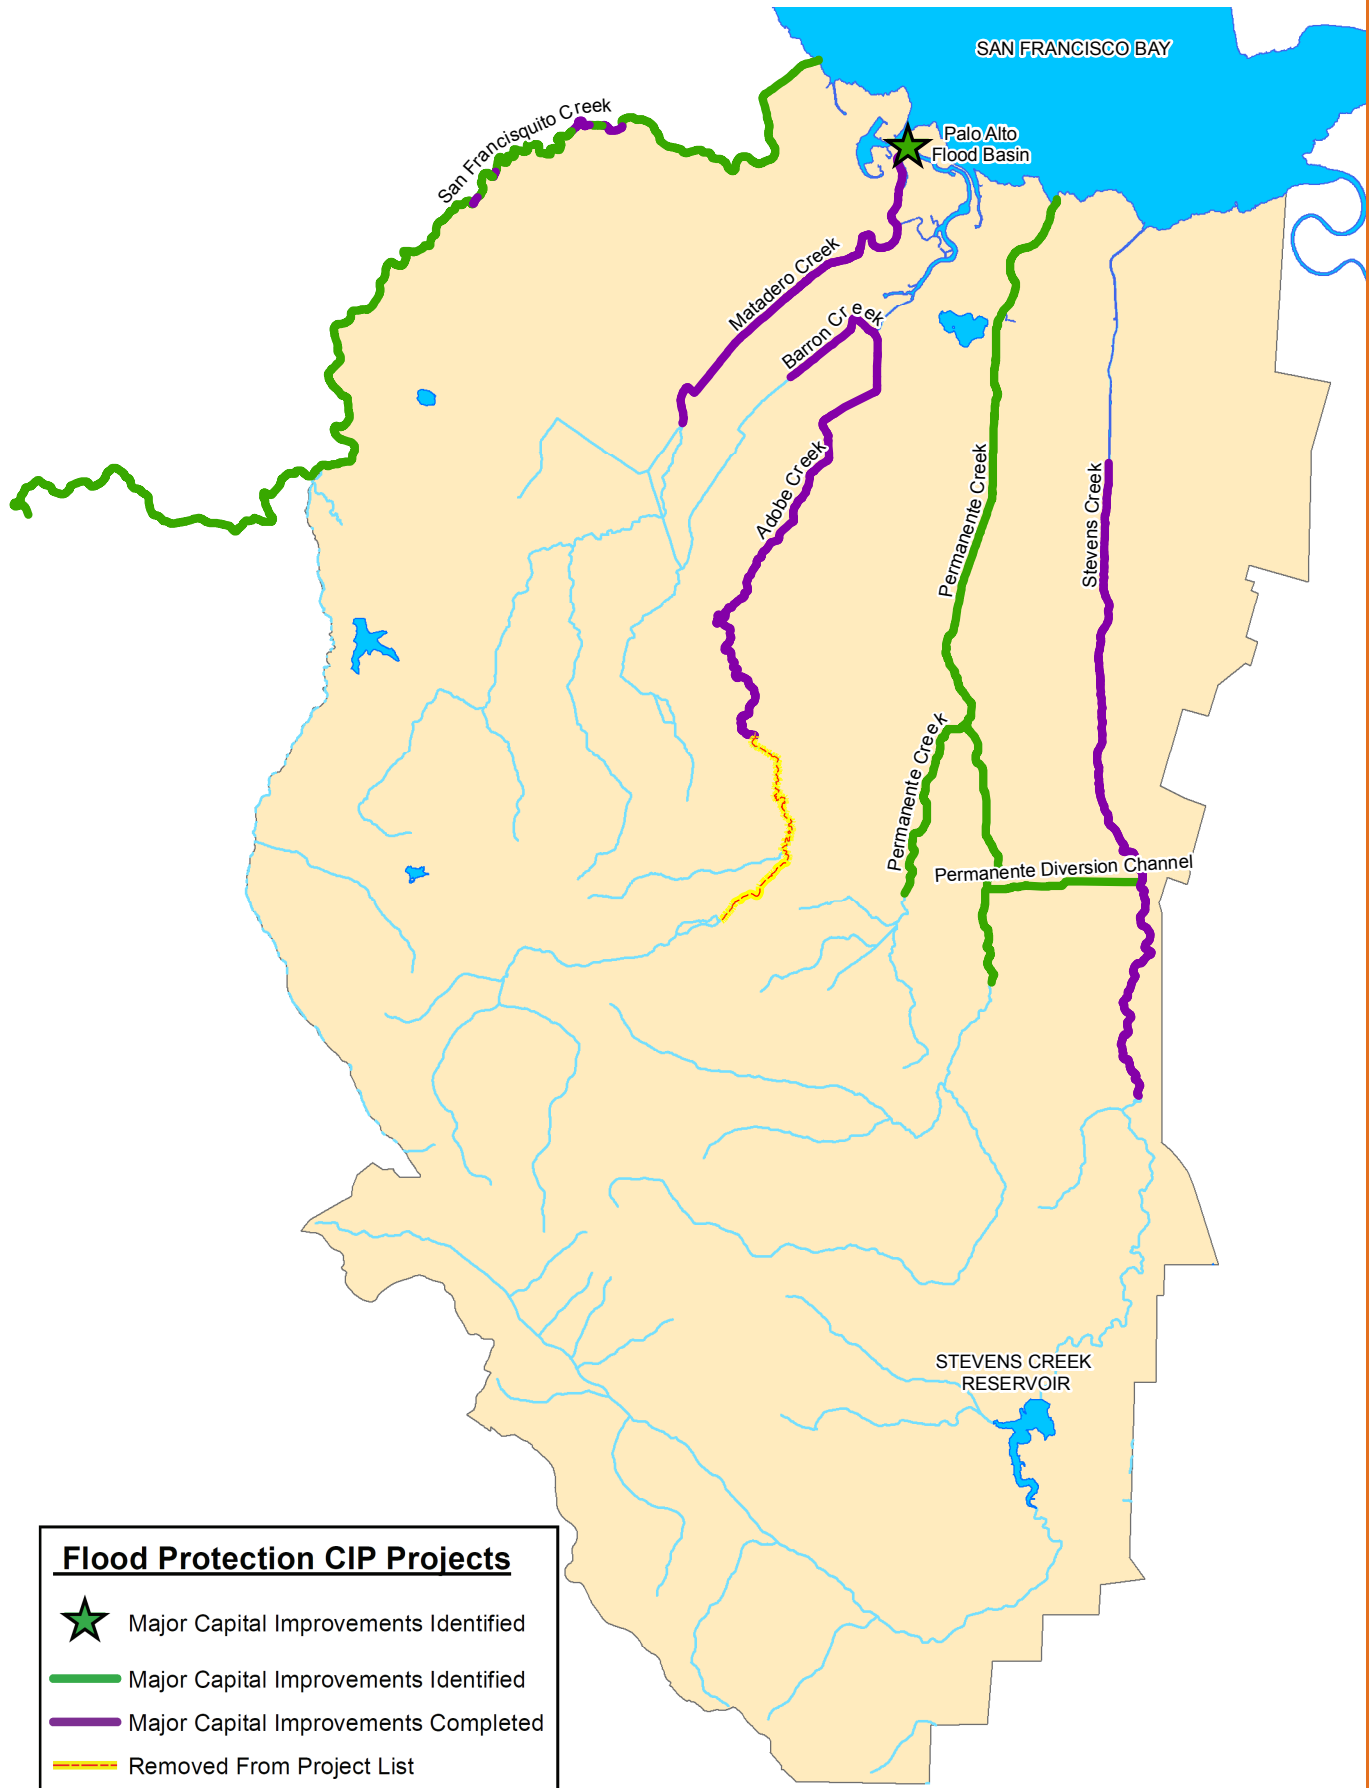 SAN FRANCISCO BAY
San Francisquito Creek
Palo Alto
Flood Basin
Matadero Creek
Barron Creek
Adobe Creek
Permanente Creek
Stevens Creek
Permanente Creek
Permanente Diversion Channel
STEVENS CREEK
RESERVOIR
Flood Protection CIP Projects
Major Capital Improvements Identified
Major Capital Improvements Identified
Major Capital Improvements Completed
Removed From Project List